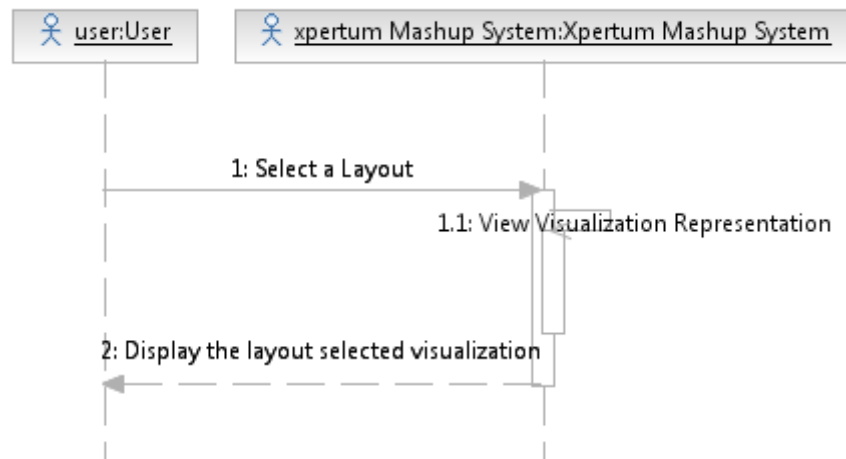 user:User
xpertum Mashup System:Xpertum Mashup System
1: Select a Layout
1.1: View Visualization Representation
2: Display the layout selected visualization